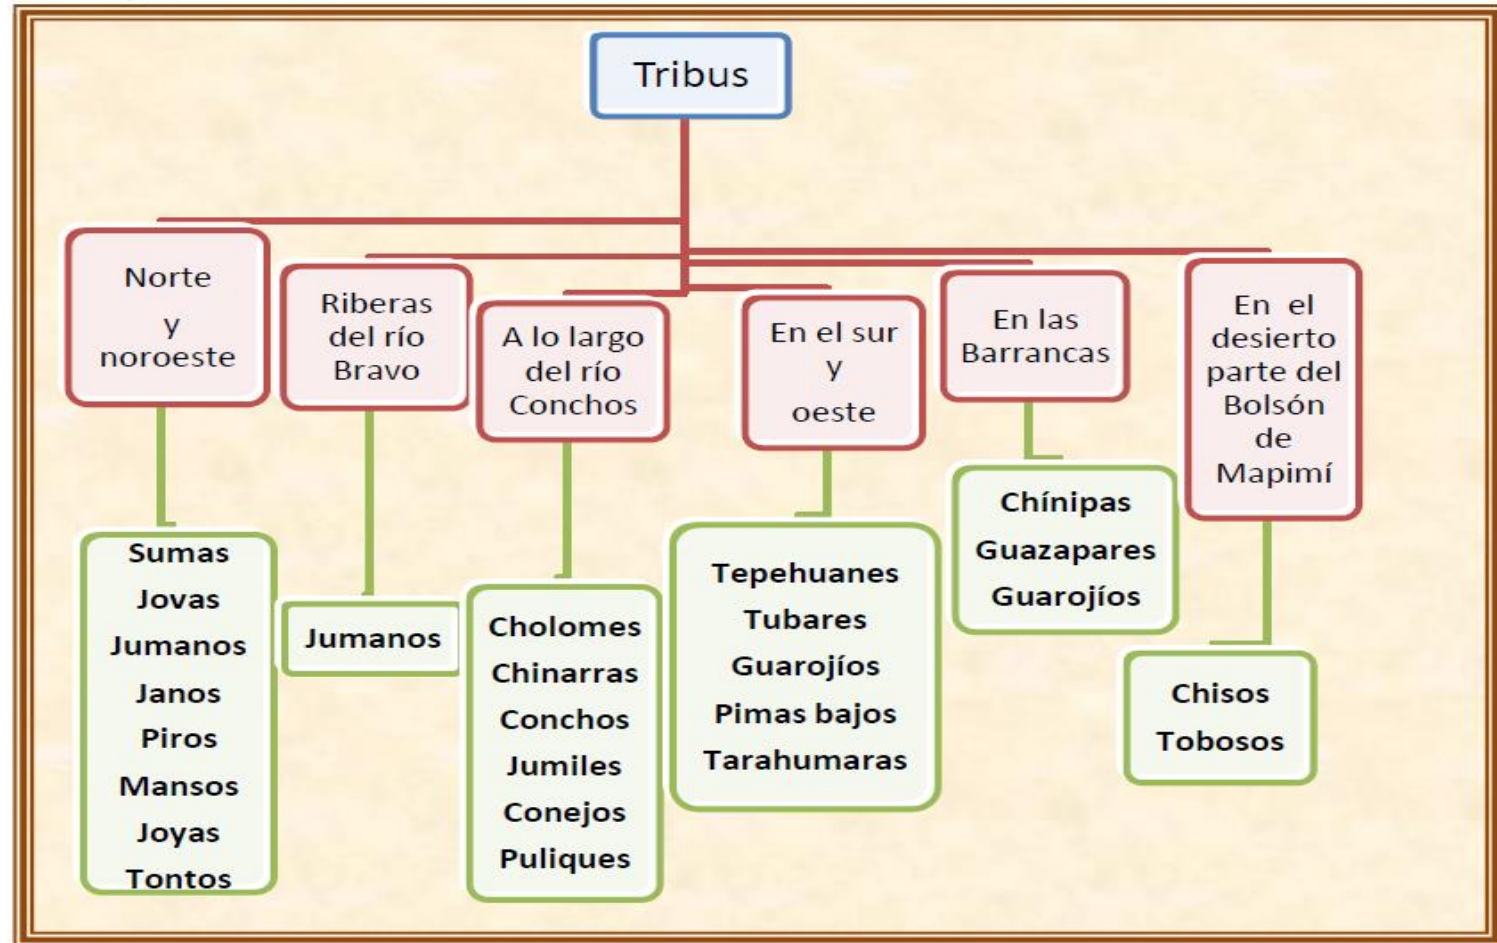 Tribus
Norte
y
noroeste
Sumas
Jovas
Jumanos
Janos
Piros
Mansos
Joyas
Tontos
Riberas
del río
Bravo
Jumanos
A lo largo
del río
Conchos
Cholomes
Chinarras
Conchos
Jumiles
Conejos
Puliques
En el sur
y
oeste
Tepehuanes
Tubares
Guarojíos
Pimas bajos
Tarahumaras
En las
Barrancas
Chínipas
Guazapares
Guarojíos
En el
desierto
parte del
Bolsón
de
Mapimí
Chisos
Tobosos